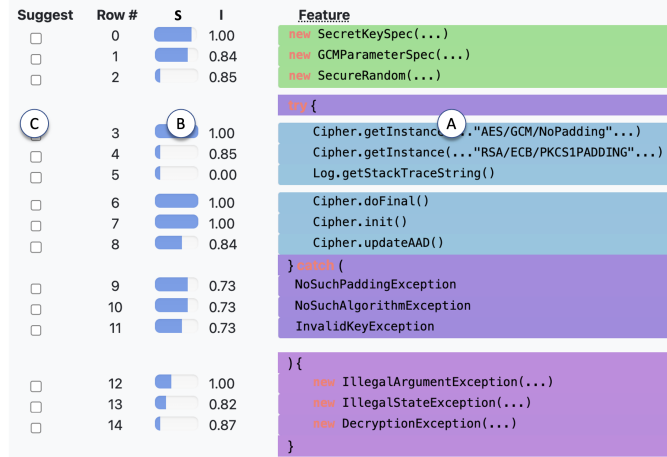 Suggest Row # S I Feature
0 1.00 new SecretKeySpec(...)
1 0.84 new GCMParameterSpec(...)
2 0.85 new SecureRandom(...)
try {
C B A
3 1.00 Cipher.getInstance(..."AES/GCM/NoPadding"...)
4 0.85 Cipher.getInstance(..."RSA/ECB/PKCS1PADDING"...)
5 0.00 Log.getStackTraceString()
6 1.00 Cipher.doFinal()
7 1.00 Cipher.init()
8 0.84 Cipher.updateAAD()
} catch (
9 0.73 NoSuchPaddingException
10 0.73 NoSuchAlgorithmException
11 0.73 InvalidKeyException
) {
12 1.00 new IllegalArgumentException(...)
13 0.82 new IllegalStateException(...)
14 0.87 new DecryptionException(...)
}